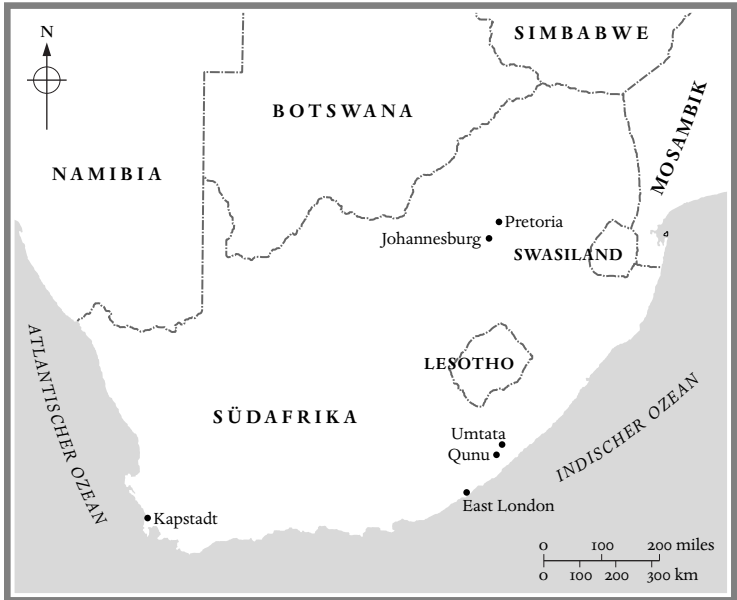 N
SIMBABWE
BOTSWANA
MOSAMBIK
NAMIBIA
Pretoria
Johannesburg
SWASILAND
ATLANTISCHER OZEAN
LESOTHO
SÜDAFRIKA
INDISCHER OZEAN
Umtata
Qunu
East London
Kapstadt
0 100 200 miles
0 100 200 300 km